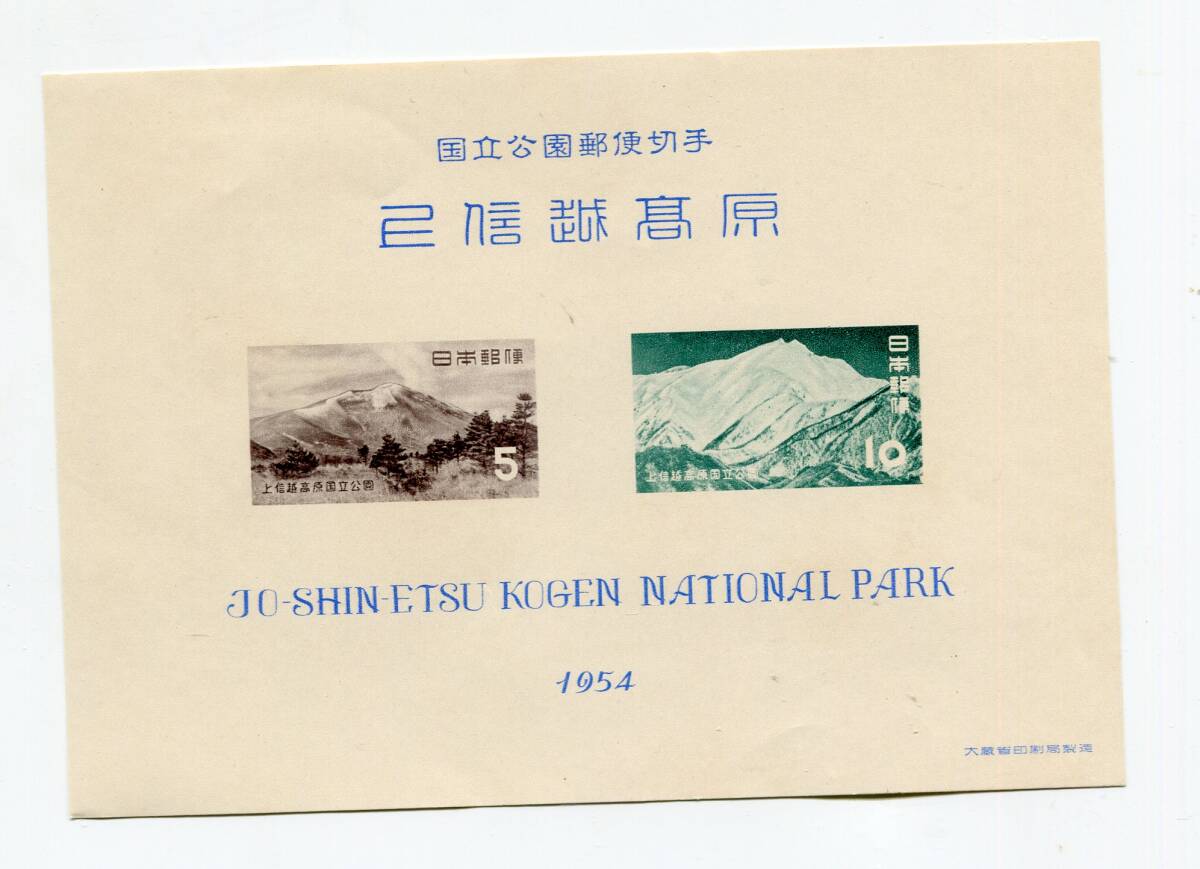 国立公園郵便切手
上信越高原
日本郵便
5
上信越高原国立公園
日本郵便
10
上信越高原国立公園
JO-SHIN-ETSU KOGEN NATIONAL PARK
1954
大蔵省印刷局製造